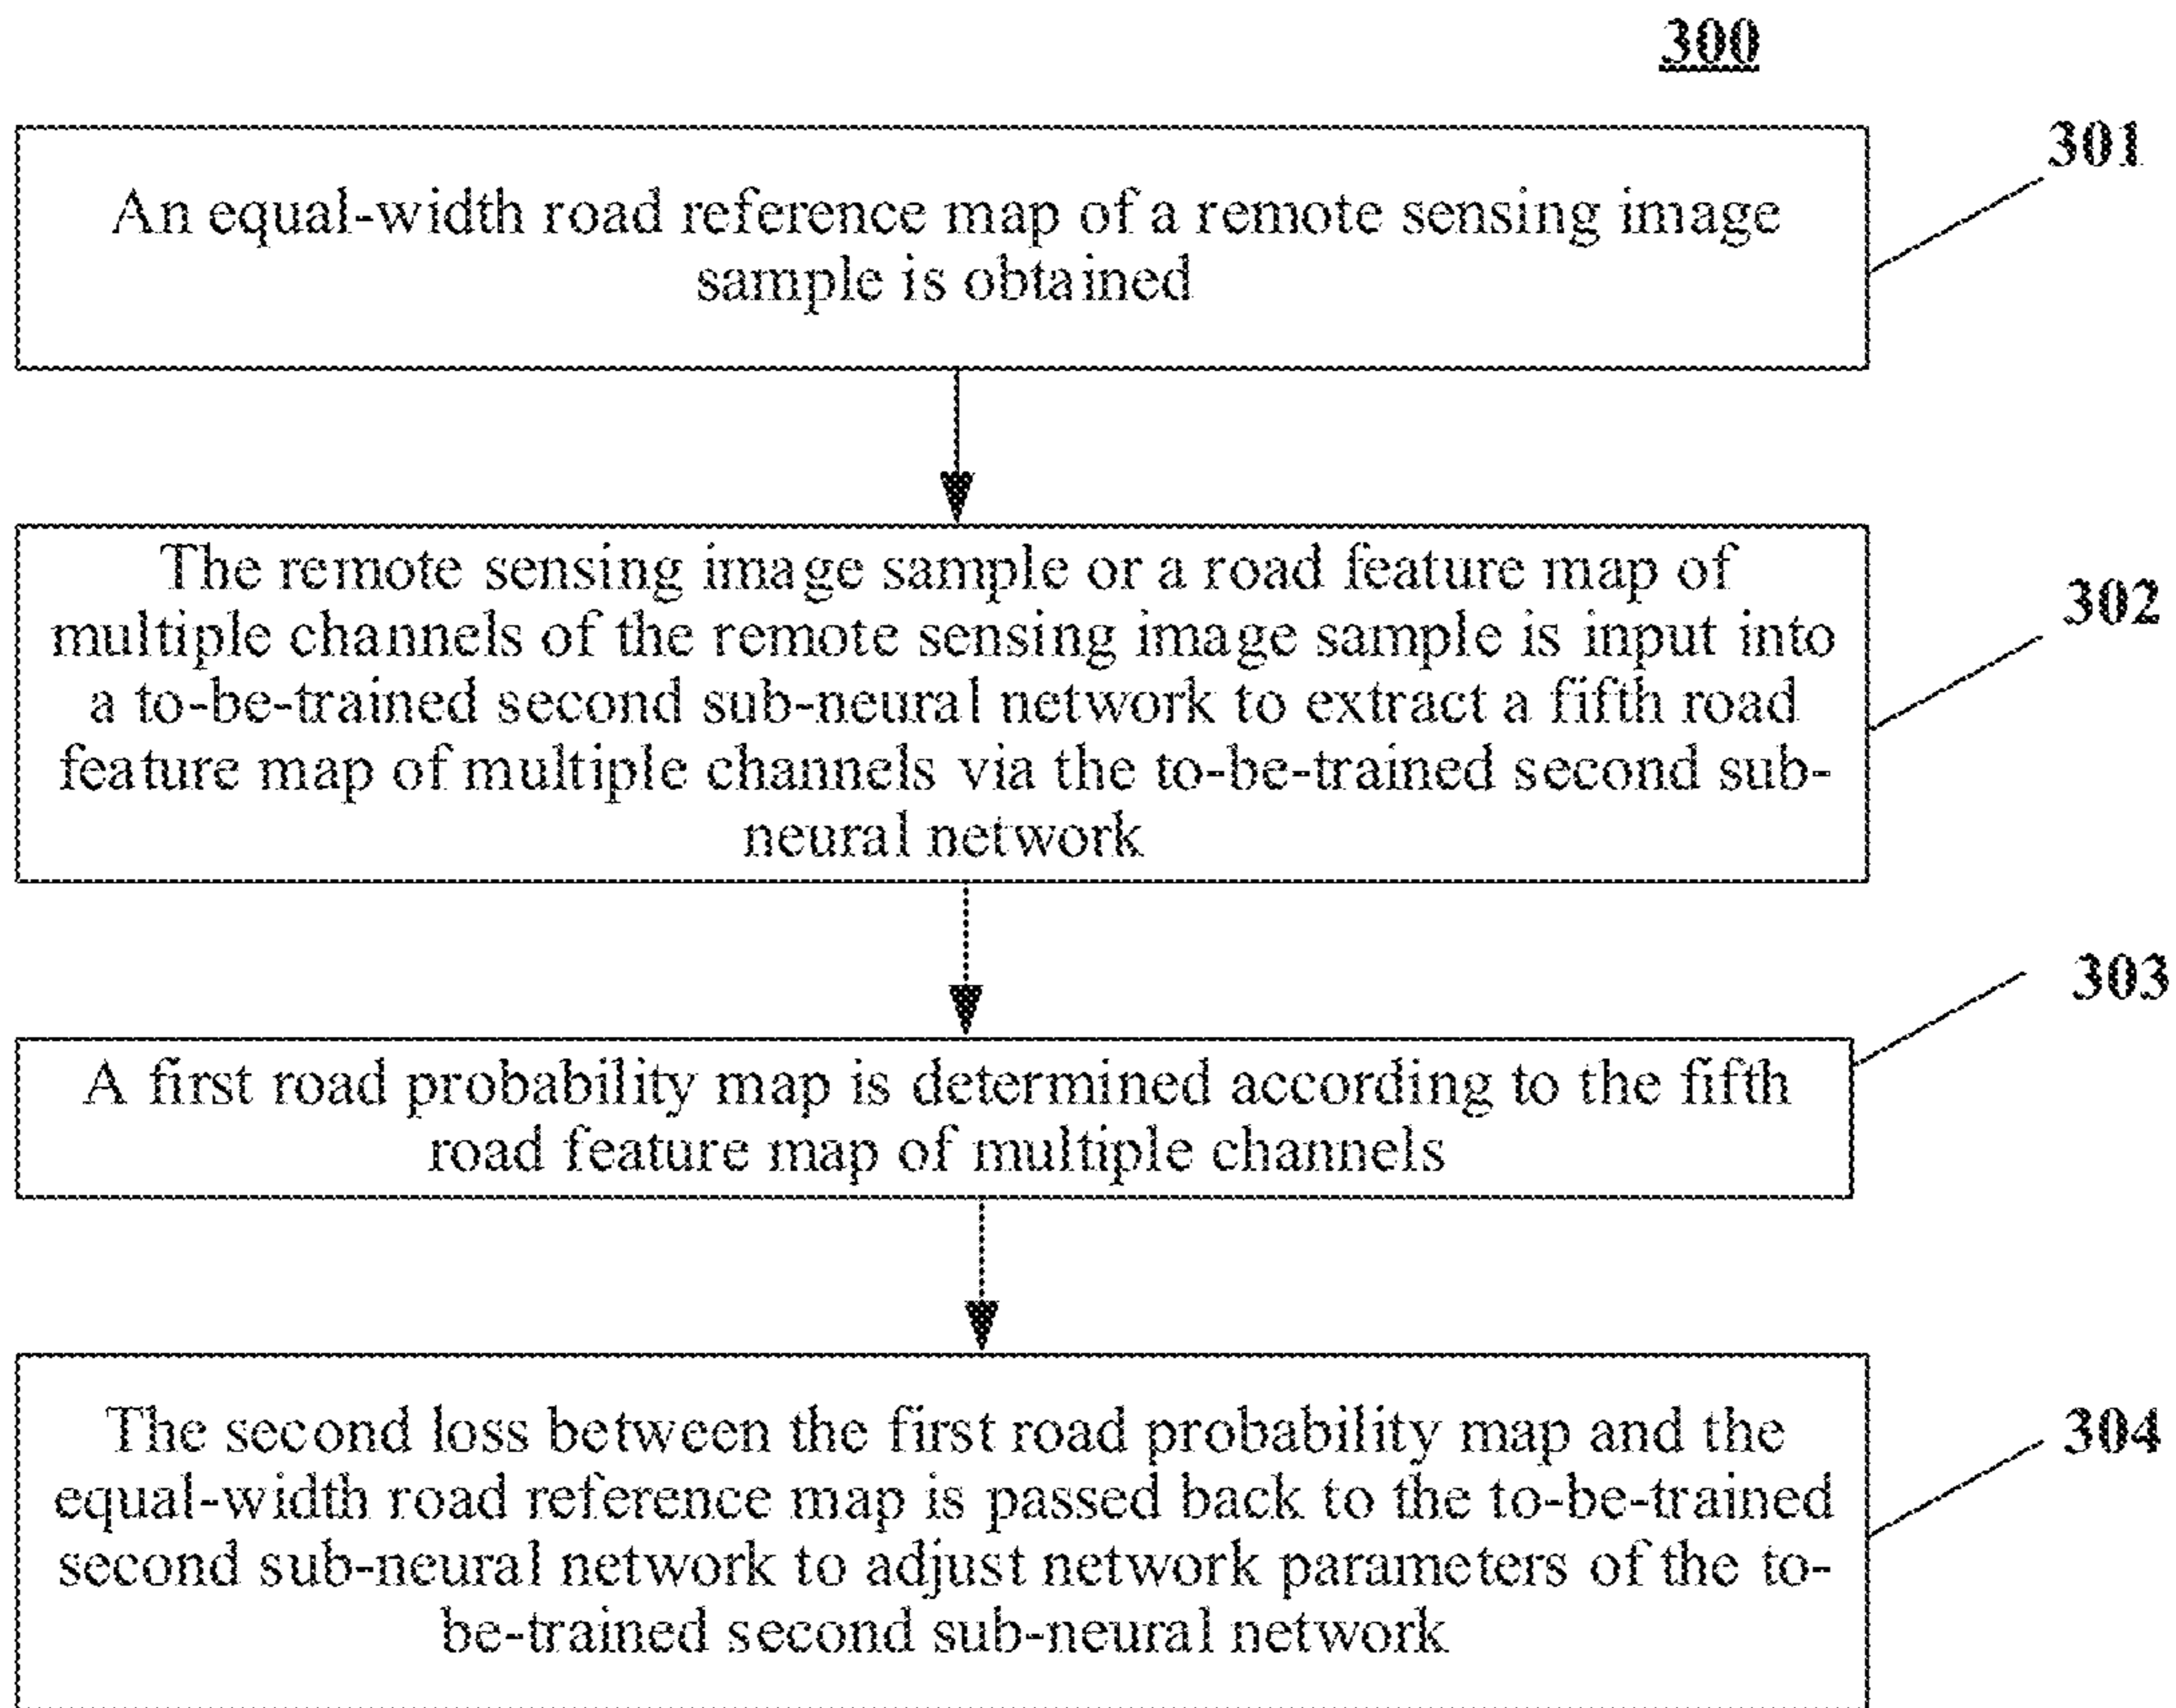 300
301
An equal-width road reference map of a remote sensing image
sample is obtained
302
The remote sensing image sample or a road feature map of
multiple channels of the remote sensing image sample is input into
a to-be-trained second sub-neural network to extract a fifth road
feature map of multiple channels via the to-be-trained second sub-
neural network
303
A first road probability map is determined according to the fifth
road feature map of multiple channels
304
The second loss between the first road probability map and the
equal-width road reference map is passed back to the to-be-trained
second sub-neural network to adjust network parameters of the to-
be-trained second sub-neural network